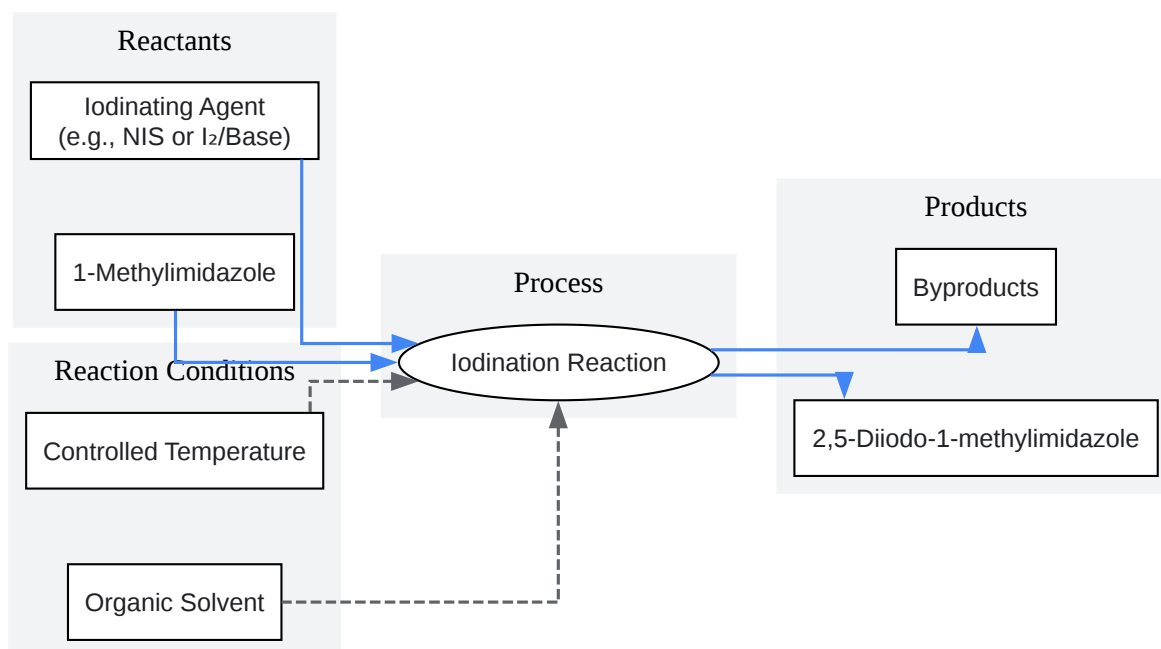 Reactants
Iodinating Agent
(e.g., NIS or I₂/Base)
1-Methylimidazole
Reaction Conditions
Controlled Temperature
Organic Solvent
Process
Iodination Reaction
Products
Byproducts
2,5-Diiodo-1-methylimidazole